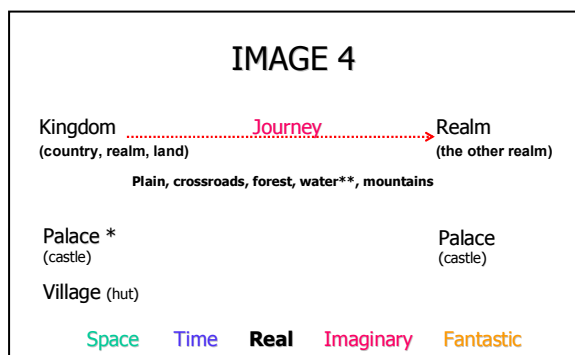 IMAGE 4
Kingdom Journey Realm
(country, realm, land) (the other realm)
Plain, crossroads, forest, water**, mountains
Palace * Palace
(castle) (castle)
Village (hut)
Space Time Real Imaginary Fantastic